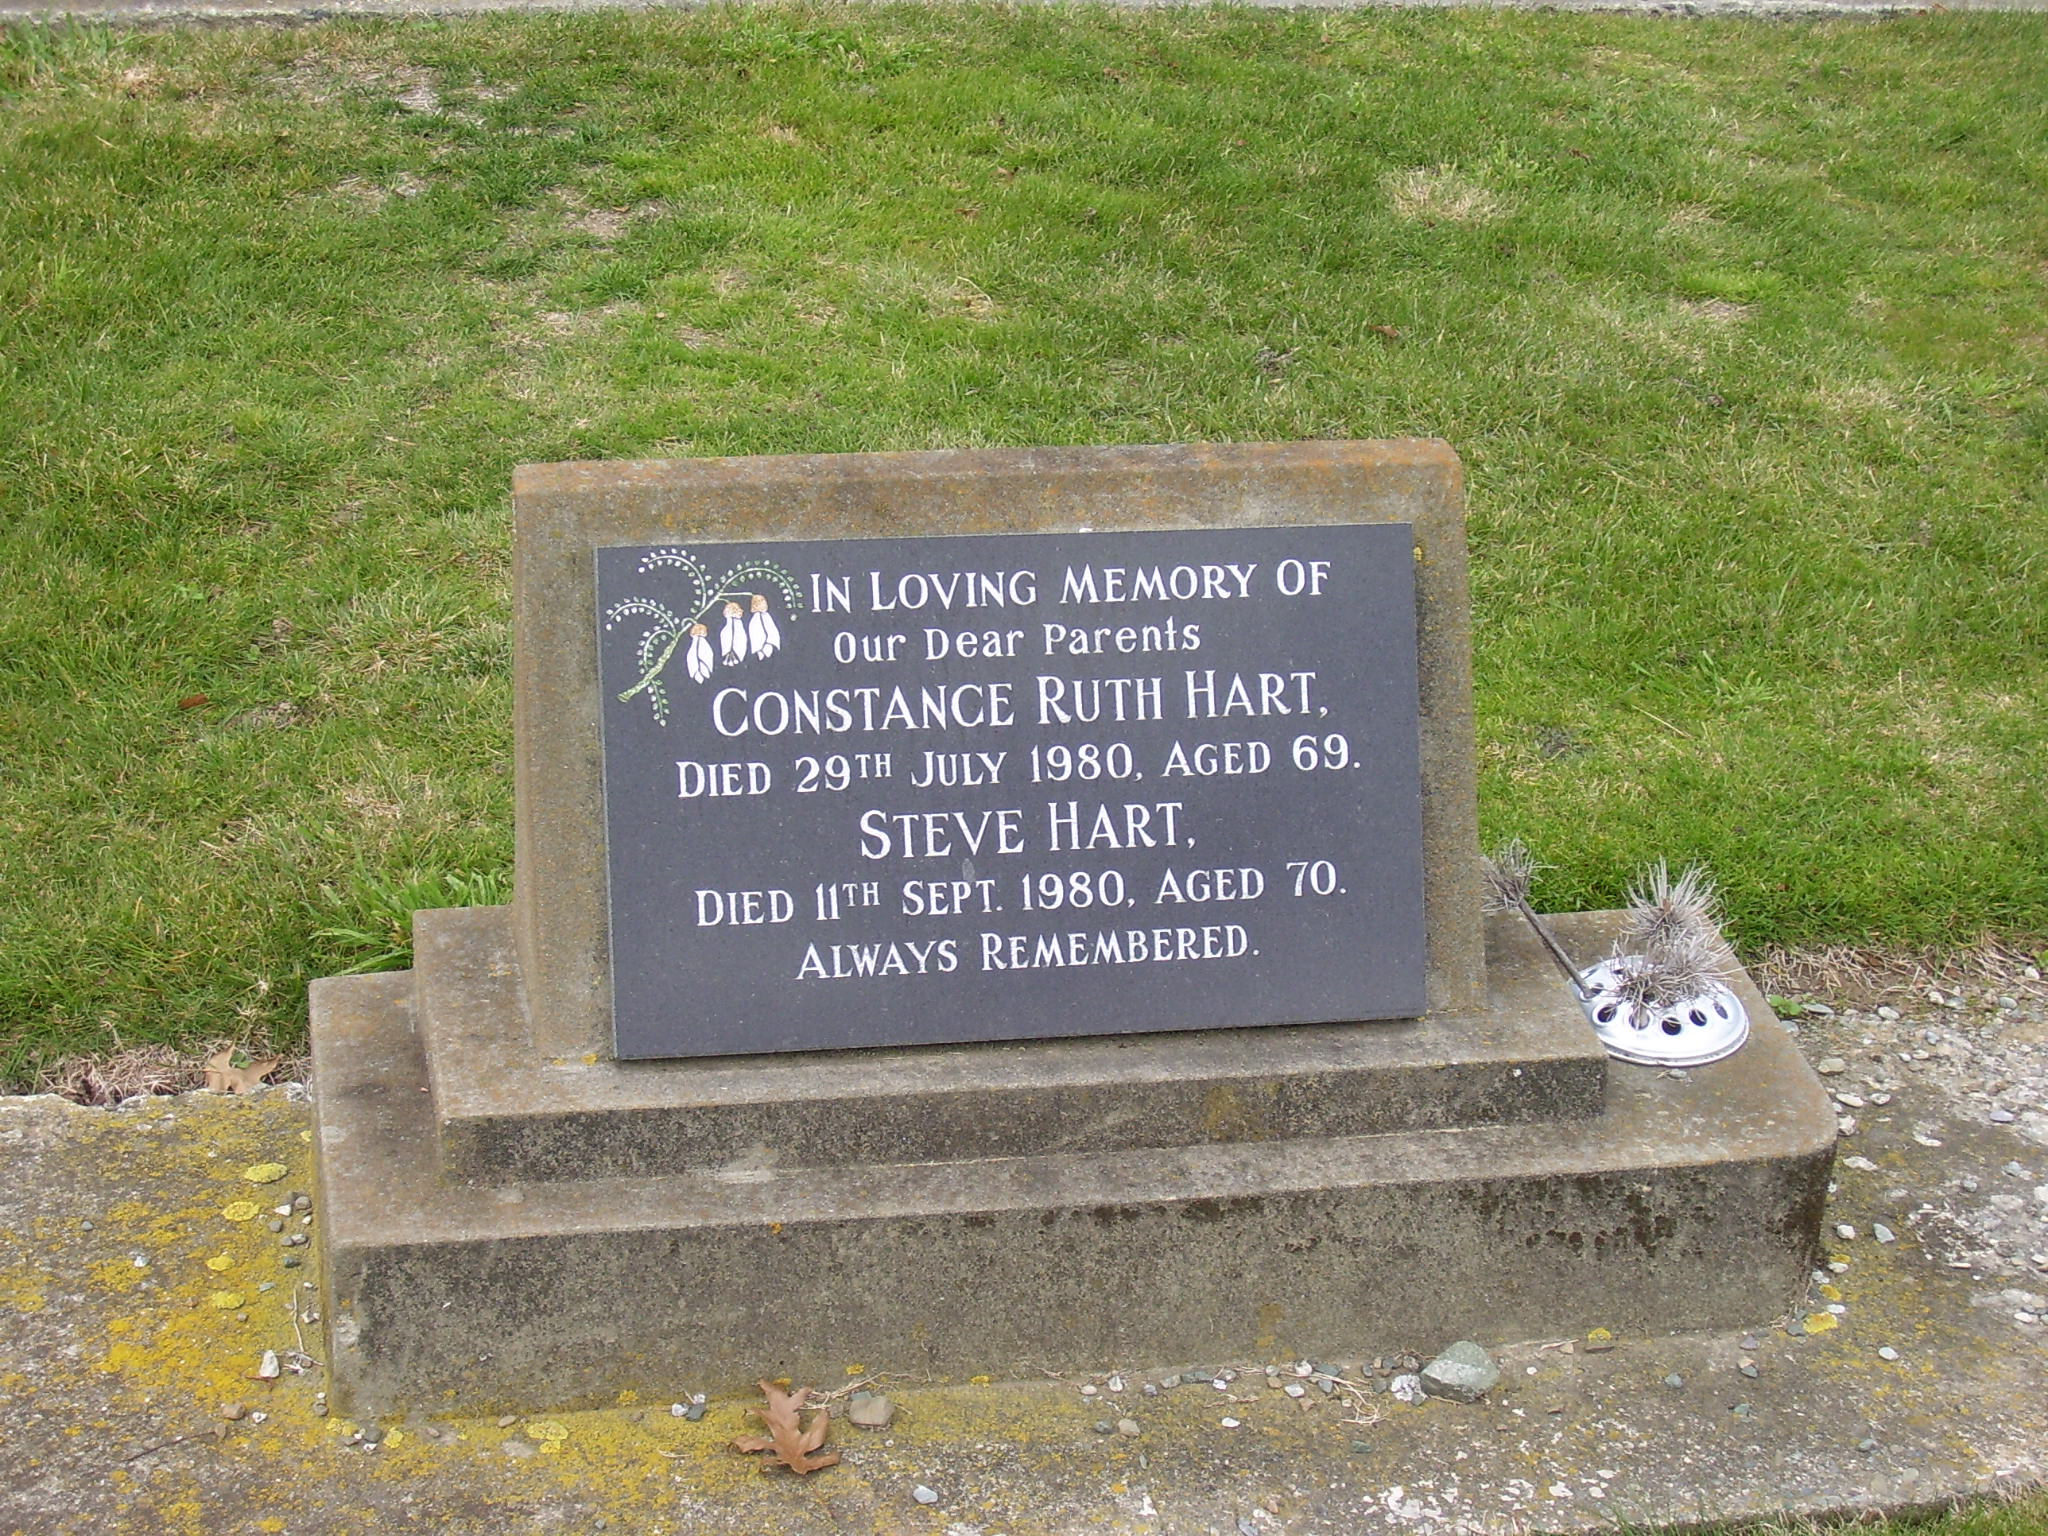 IN LOVING MEMORY OF
Our Dear Parents
CONSTANCE RUTH HART,
DIED 29TH JULY 1980, AGED 69.
STEVE HART,
DIED 11TH SEPT. 1980, AGED 70.
ALWAYS REMEMBERED.